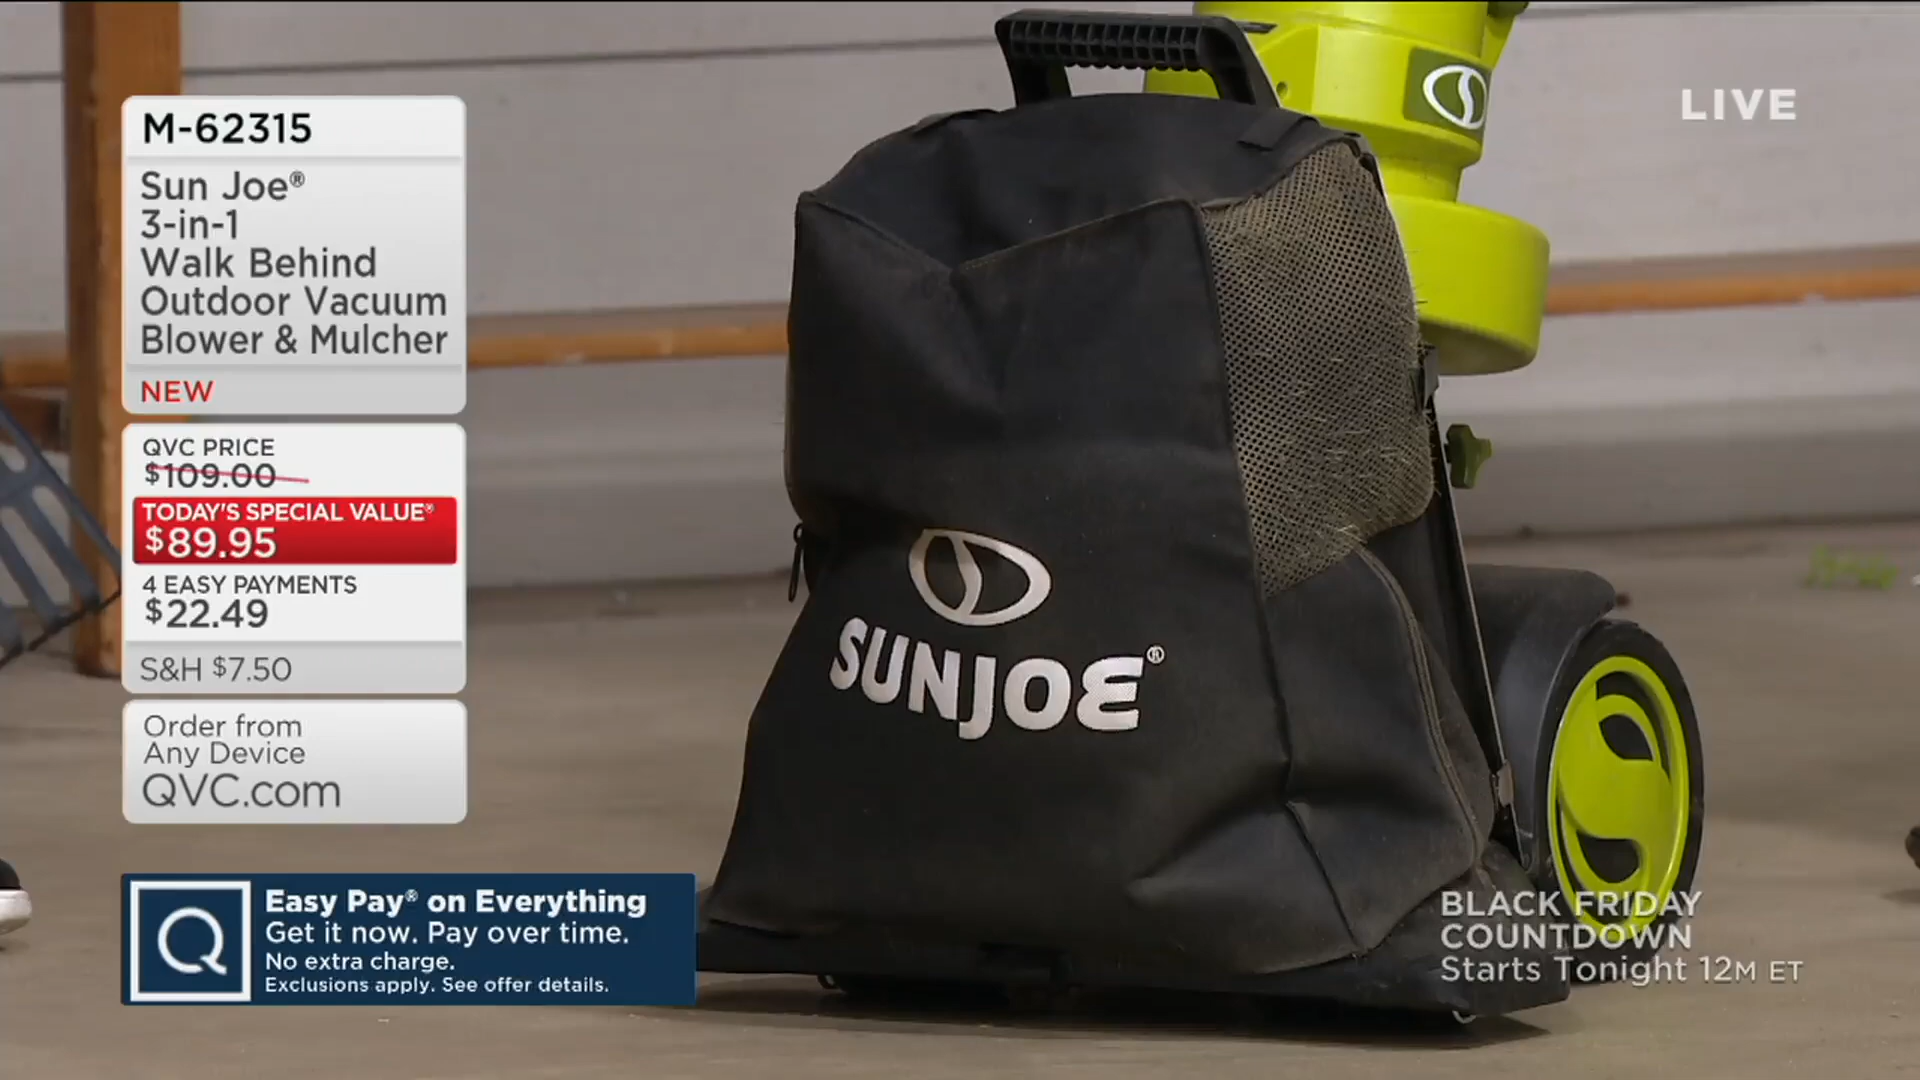 M-62315
Sun Joe®
3-in-1
Walk Behind
Outdoor Vacuum
Blower & Mulcher
NEW
QVC PRICE
$109.00
TODAY'S SPECIAL VALUE®
$89.95
4 EASY PAYMENTS
$22.49
S&H $7.50
Order from
Any Device
QVC.com
Q
Easy Pay® on Everything
Get it now. Pay over time.
No extra charge.
Exclusions apply. See offer details.
LIVE
SUNJOE®
BLACK FRIDAY
COUNTDOWN
Starts Tonight 12M ET